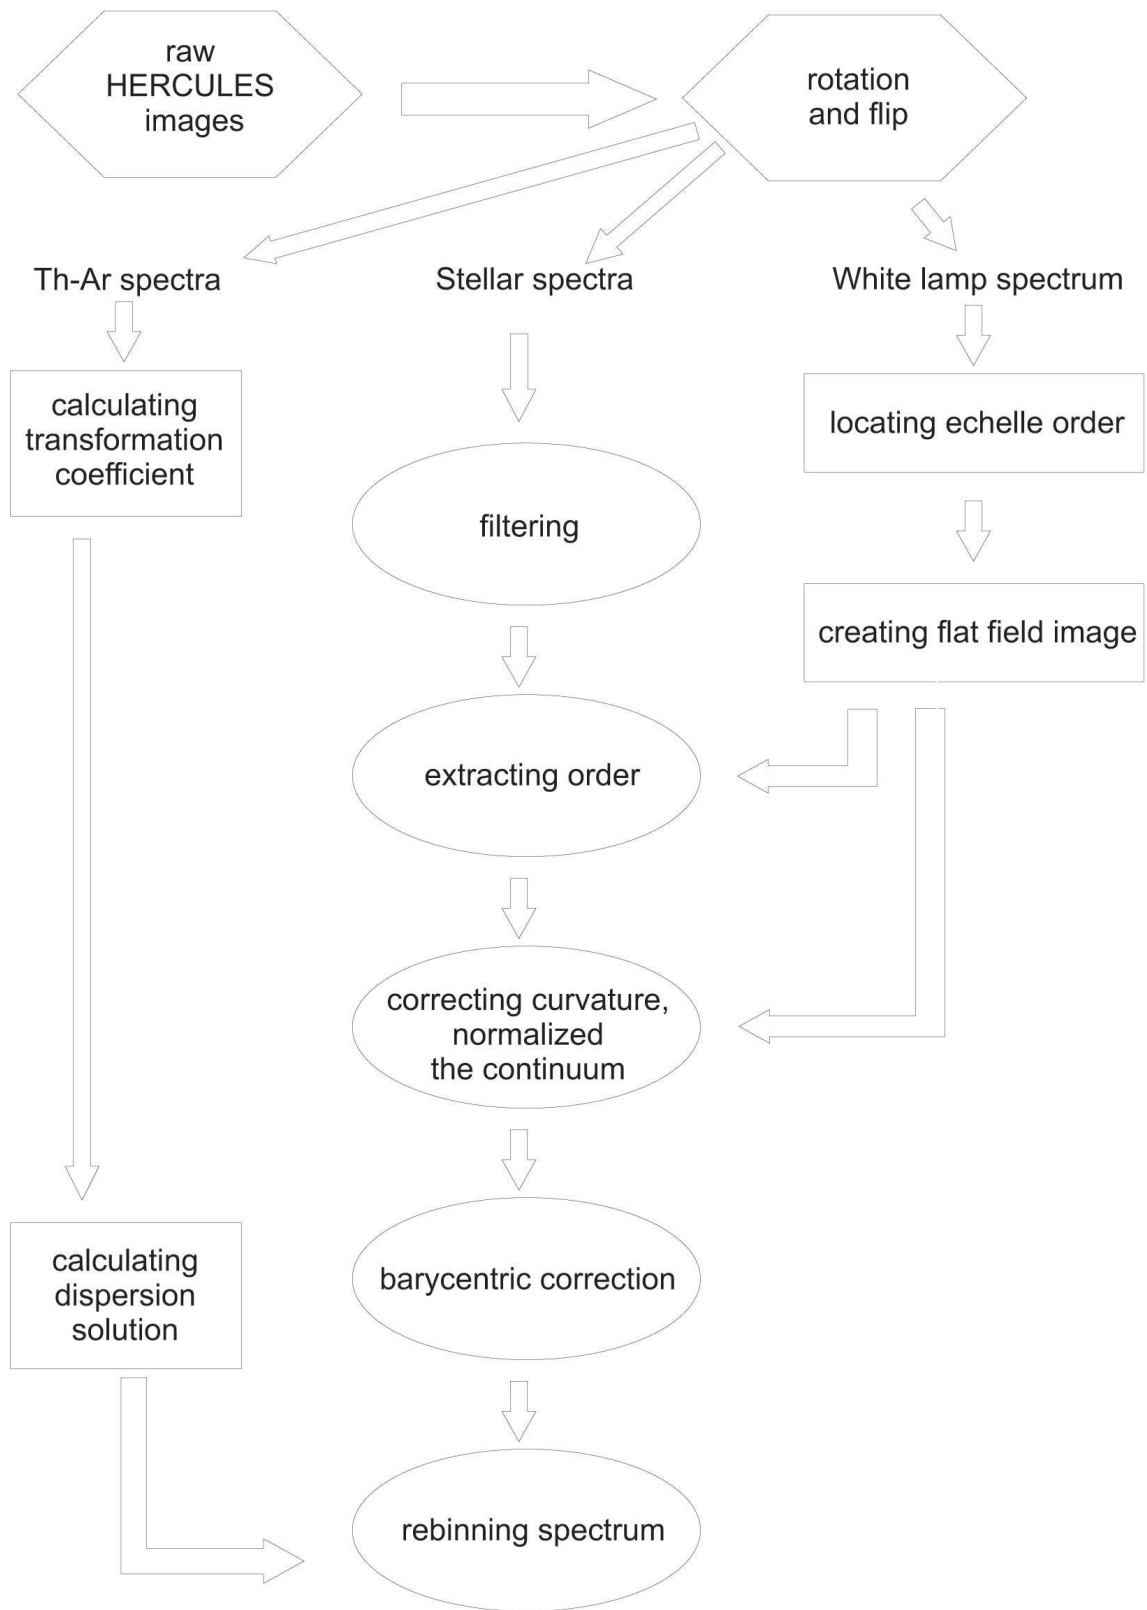 raw
HERCULES
images
rotation
and flip
Th-Ar spectra
Stellar spectra
White lamp spectrum
calculating
transformation
coefficient
locating echelle order
filtering
creating flat field image
extracting order
correcting curvature,
normalized
the continuum
calculating
dispersion
solution
barycentric correction
rebinning spectrum